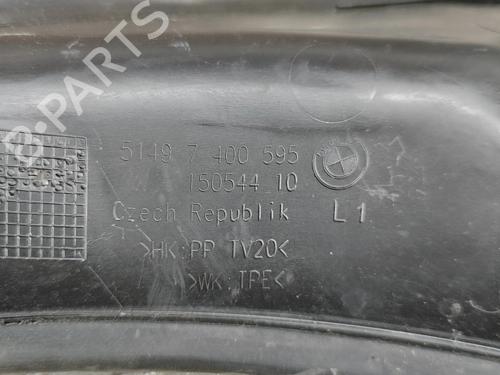 B-PARTS
5149 7 400 595
150544 10
Czech Republik L1
>HK:PP TV20<
>WK:TPE<